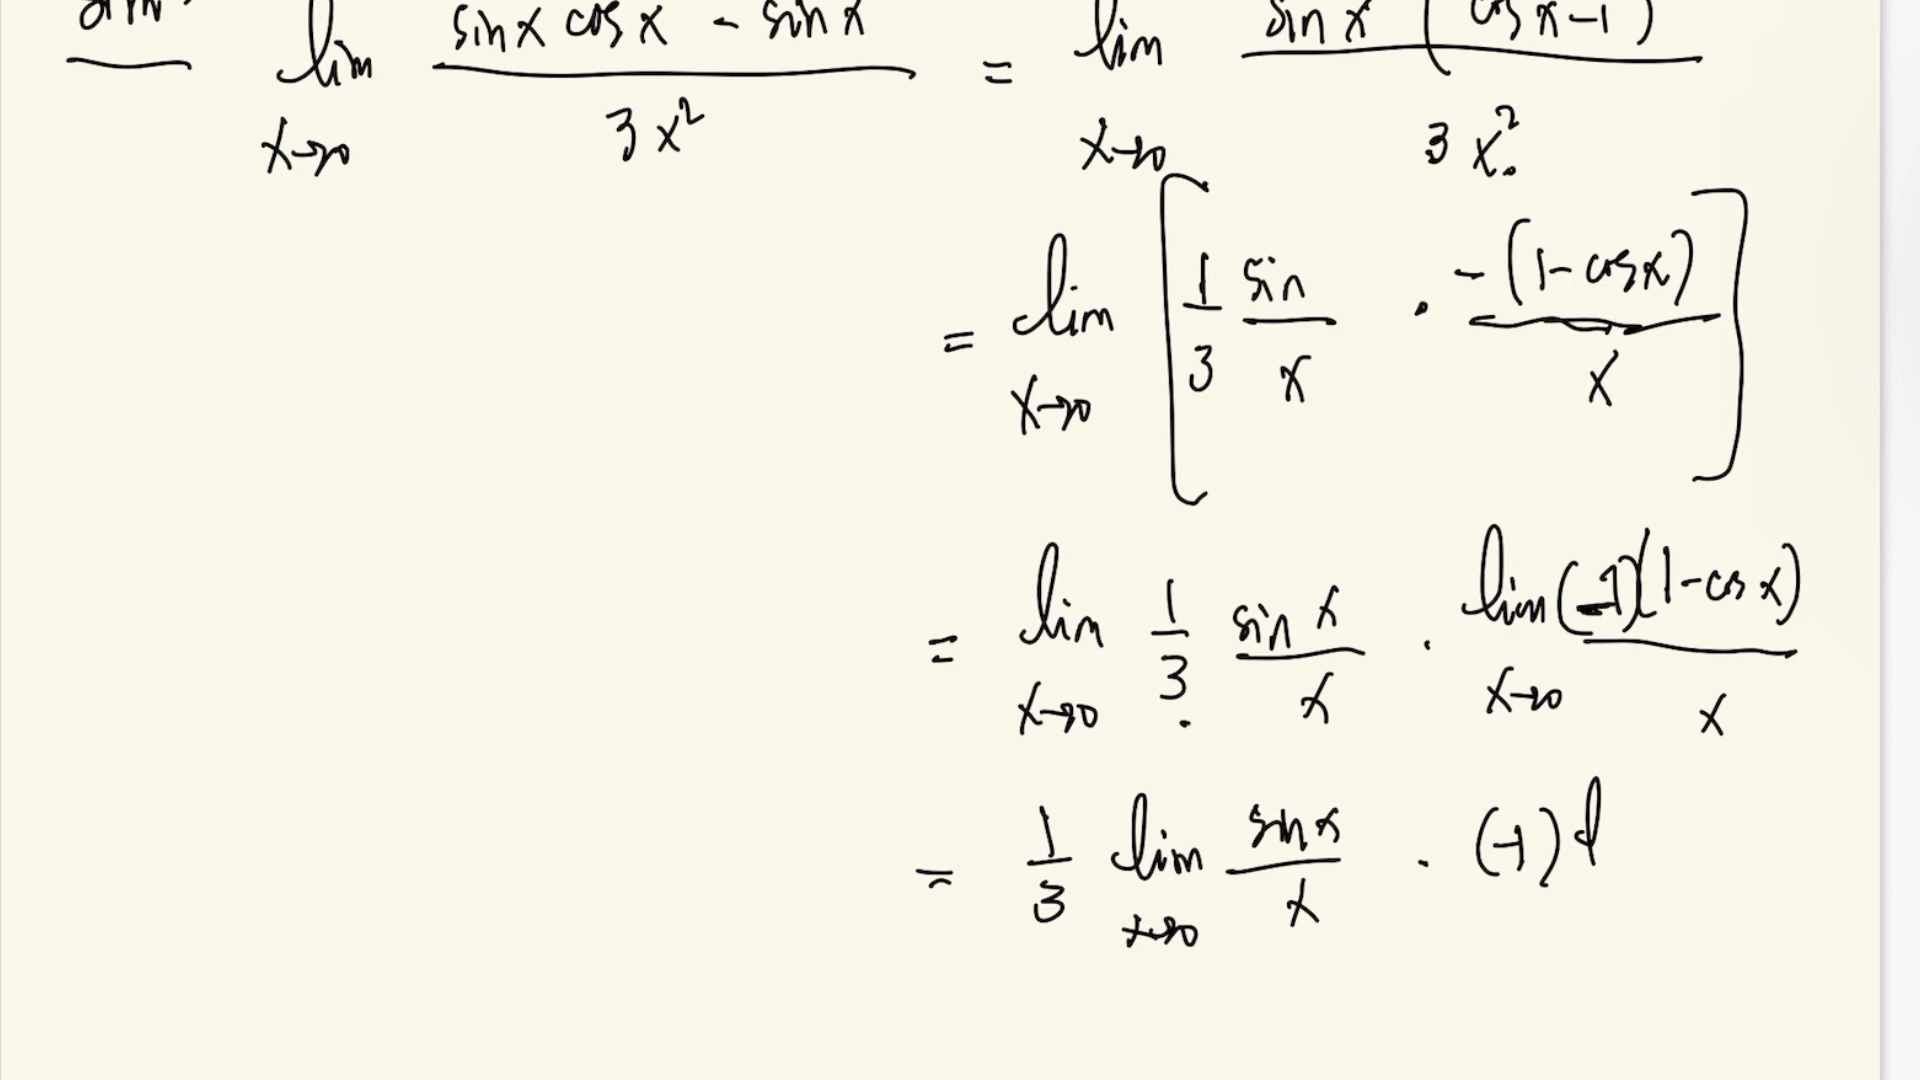 lim x→0 (sin x cos x - sin x)/(3x²) = lim x→0 (sin x (cos x - 1))/(3x²)
= lim x→0 [1/3 sin/x · -(1-cos x)/x]
= lim x→0 1/3 sin x/x · lim x→0 (-1)(1-cos x)/x
= 1/3 lim x→0 sin x/x · (-1)